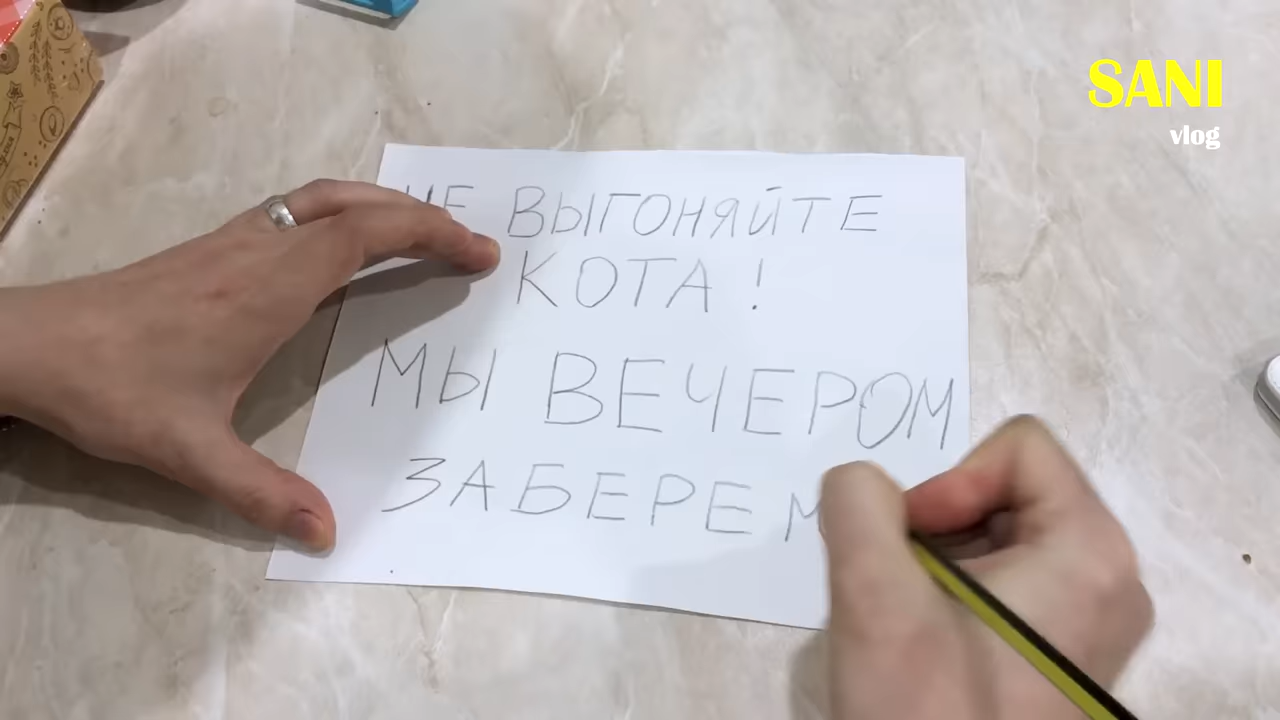 НЕ ВЫГОНЯЙТЕ
КОТА !
МЫ ВЕЧЕРОМ
ЗАБЕРЕМ
SANI
vlog